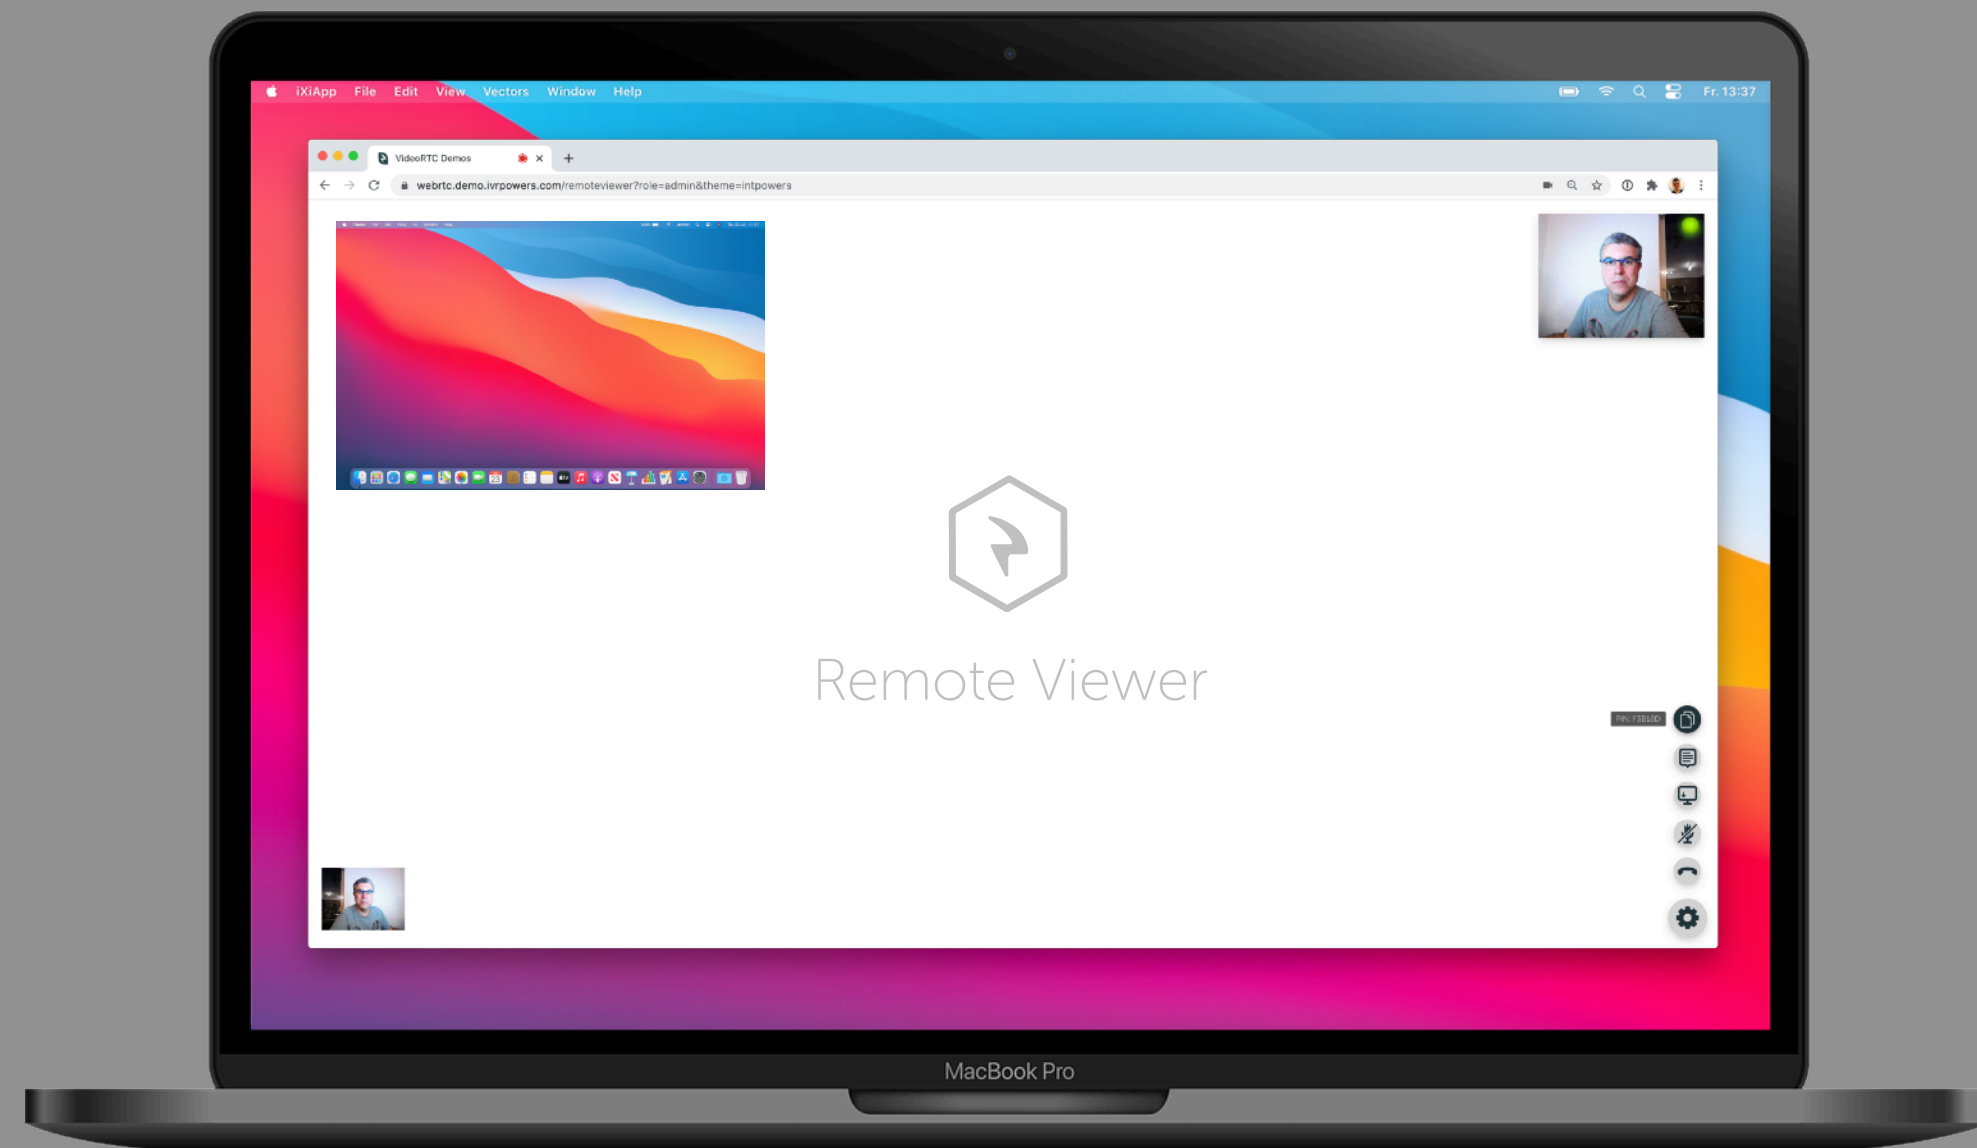 iXiApp File Edit View Vectors Window Help Fr. 13:37
VideoRTC Demos
webrtc.demo.ivrpowers.com/remoteviewer?role=admin&theme=intpowers
Remote Viewer
MacBook Pro